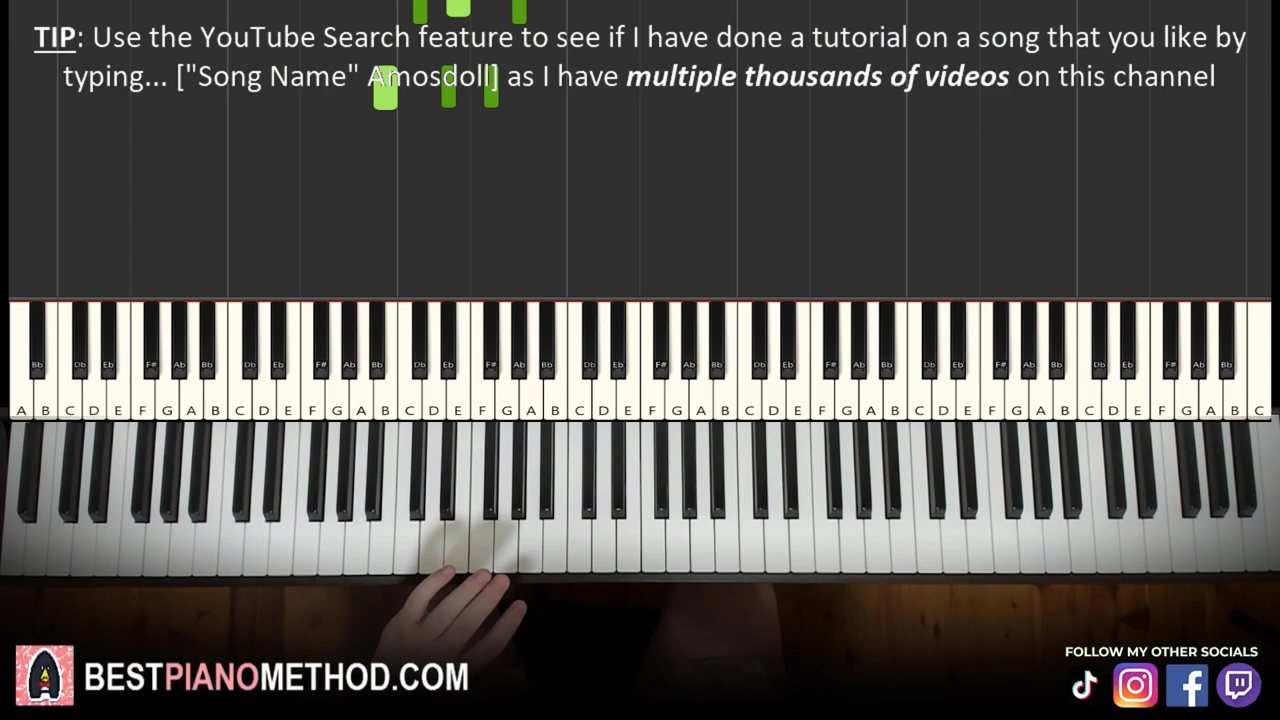 TIP: Use the YouTube Search feature to see if I have done a tutorial on a song that you like by
typing... ["Song Name" Amosdoll] as I have multiple thousands of videos on this channel
Bb Db Eb F# Ab Bb Db Eb F# Ab Bb Db Eb F# Ab Bb Db Eb F# Ab Bb Db Eb F# Ab Bb Db Eb F# Ab Bb Db Eb F# Ab Bb
A B C D E F G A B C D E F G A B C D E F G A B C D E F G A B C D E F G A B C D E F G A B C D E F G A B C
FOLLOW MY OTHER SOCIALS
BESTPIANOMETHOD.COM